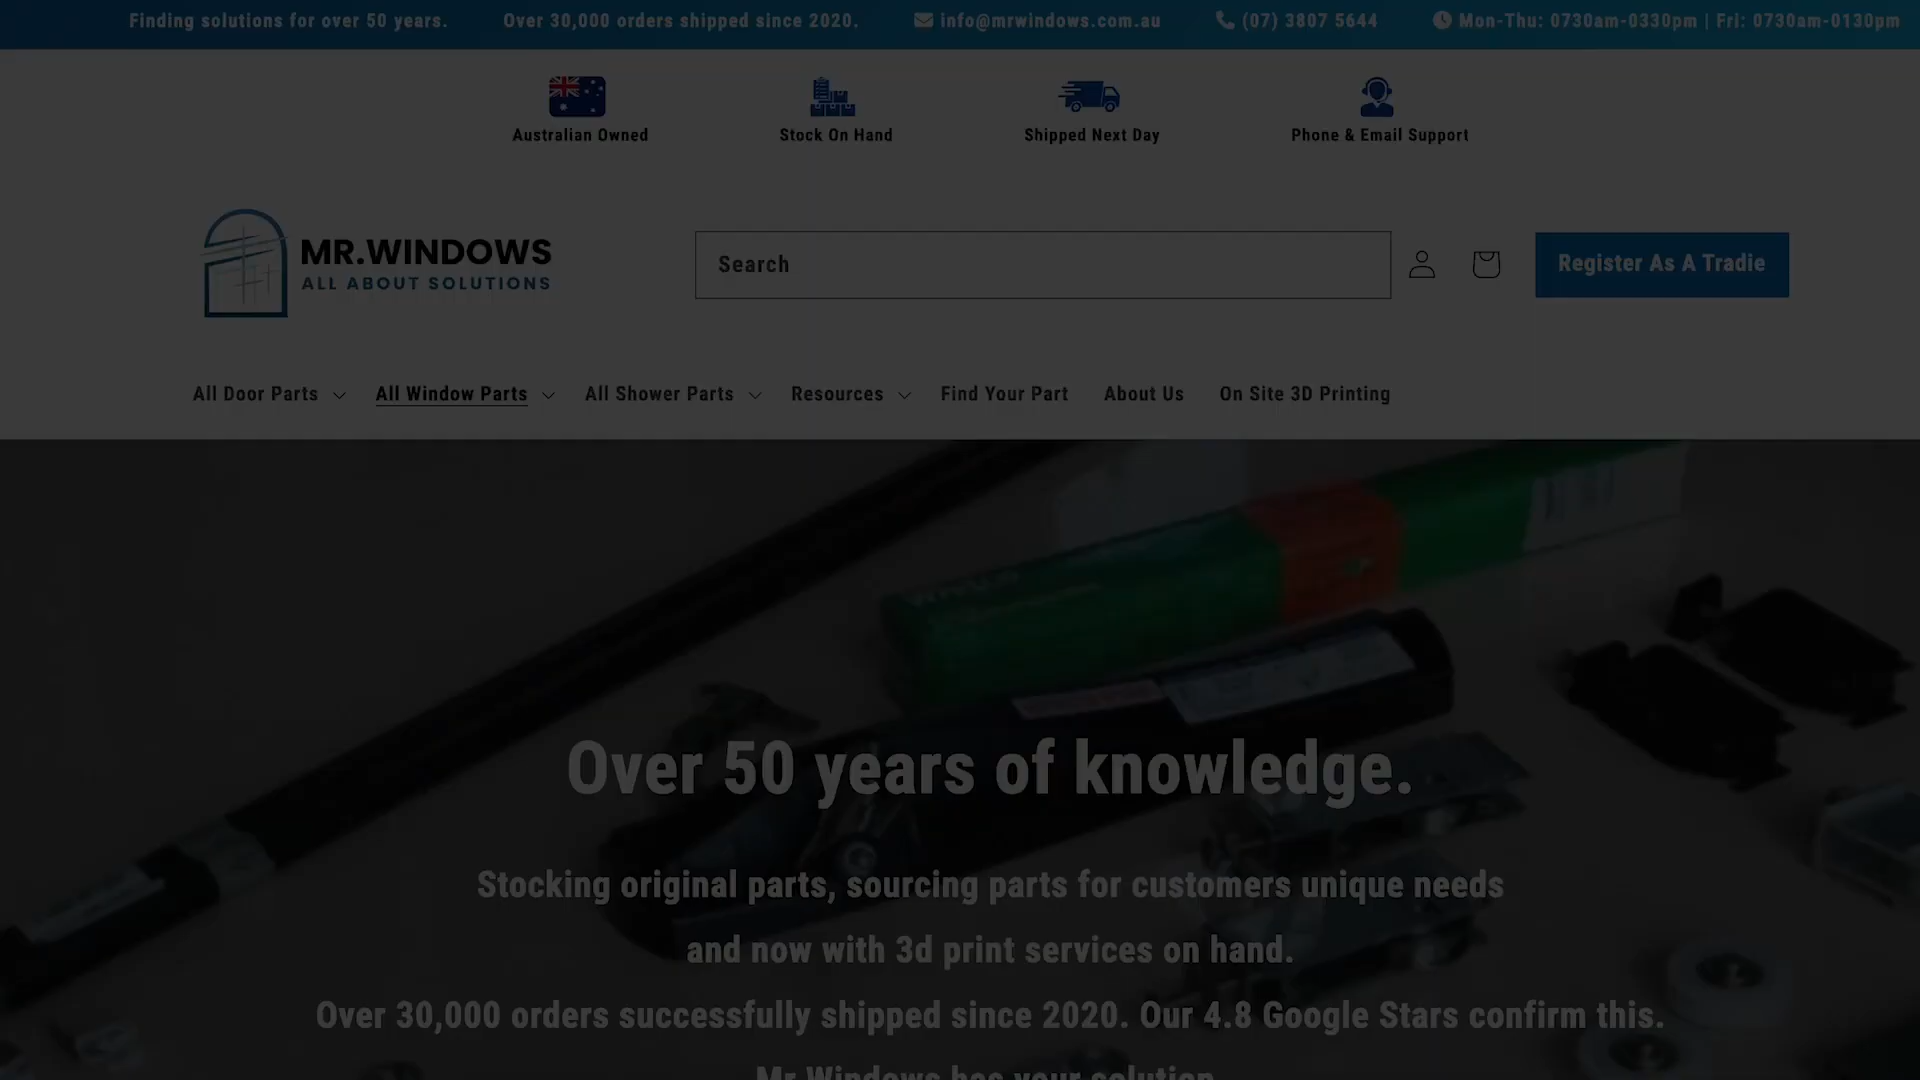 Finding solutions for over 50 years. Over 30,000 orders shipped since 2020. info@mrwindows.com.au (07) 3807 5644 Mon-Thu: 0730am-0330pm | Fri: 0730am-0130pm
Australian Owned Stock On Hand Shipped Next Day Phone & Email Support
MR.WINDOWS
ALL ABOUT SOLUTIONS
Search
Register As A Tradie
All Door Parts All Window Parts All Shower Parts Resources Find Your Part About Us On Site 3D Printing
Over 50 years of knowledge.
Stocking original parts, sourcing parts for customers unique needs
and now with 3d print services on hand.
Over 30,000 orders successfully shipped since 2020. Our 4.8 Google Stars confirm this.
Mr Windows has your solution